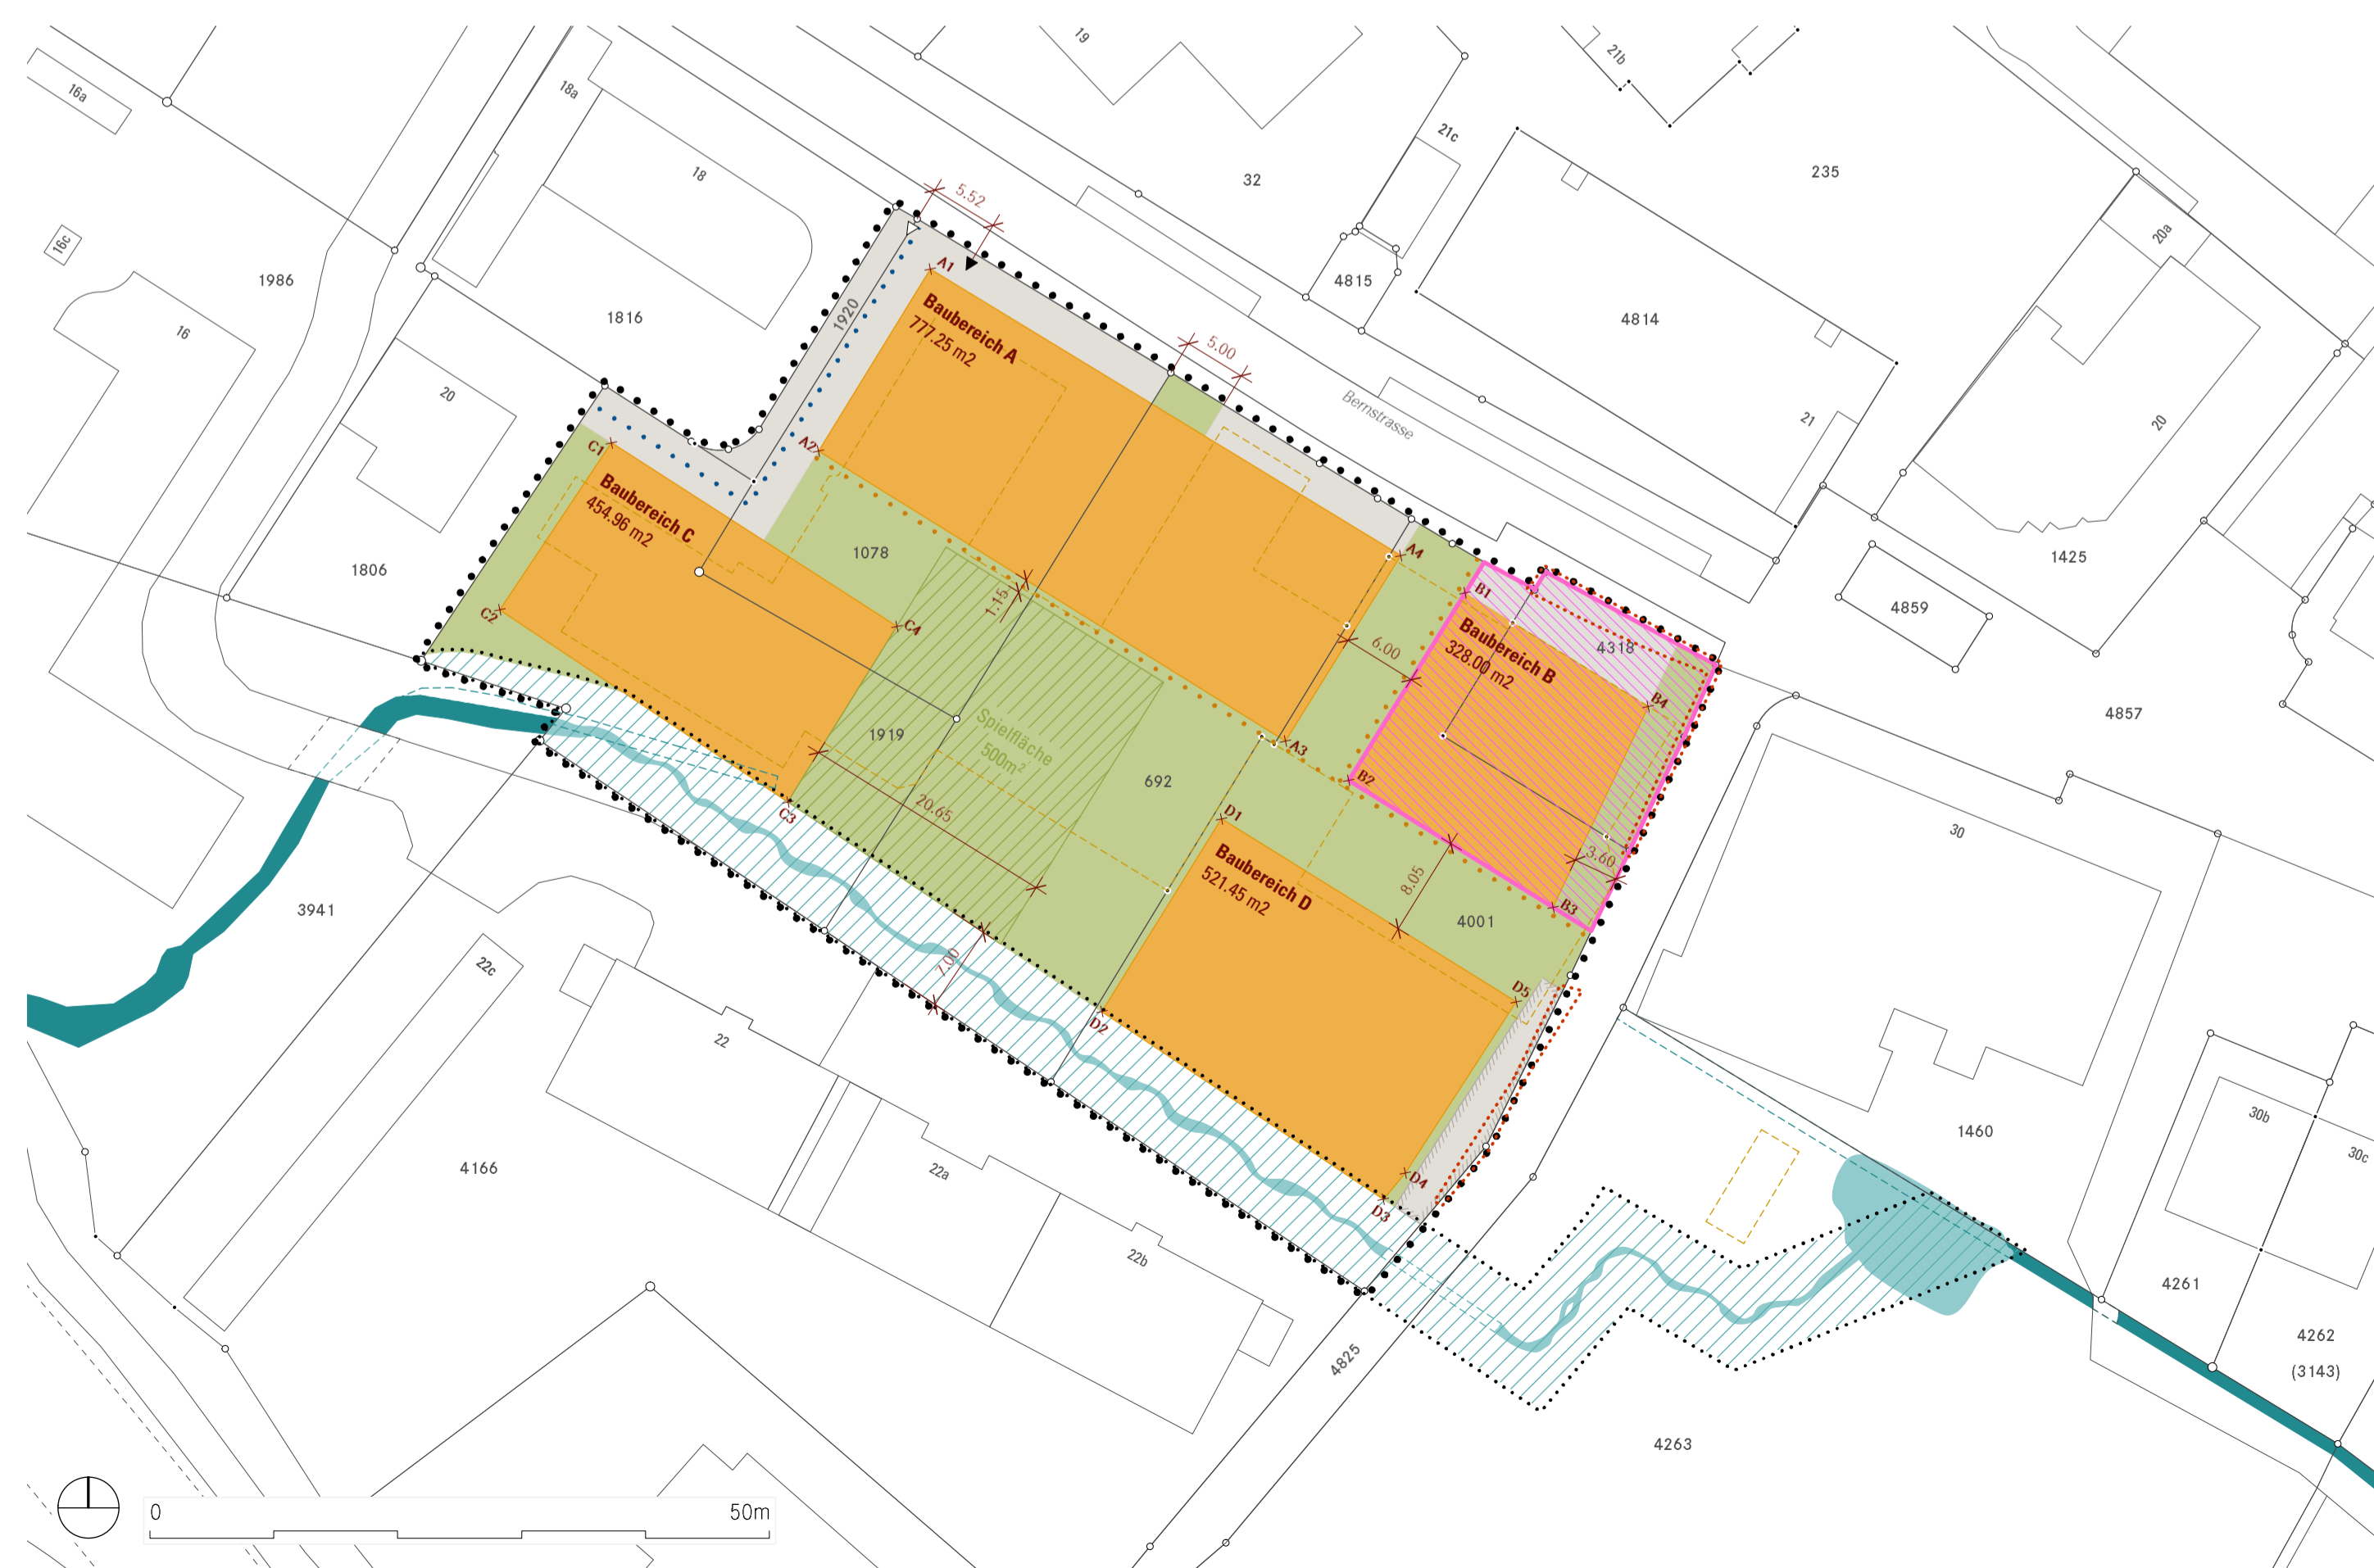 19
21b
16a
18a
21c
18
32
235
20a
16c
5.52
1986
4815
A1
1920
1816
4814
16
Baubereich A
777.25 m2
5.00
20
Bernstrasse
21
20
A2
C1
Baubereich C
454.96 m2
1078
A4
1425
1806
1.15
B1
4859
C2
C4
6.00
Baubereich B
328.00 m2
4318
B4
4857
1919
Spielfläche
500m²
A3
692
B2
C3
20.65
D1
30
3.60
Baubereich D
521.45 m2
8.05
B3
3941
4001
22c
7.00
D5
D2
22
1460
30b
30c
4166
22a
D4
D3
22b
4261
4825
4262
(3143)
4263
0
50m